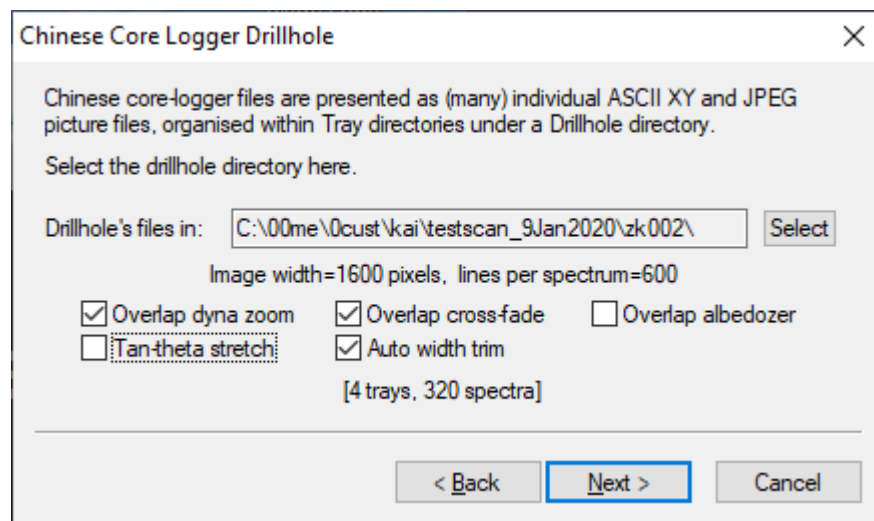 Chinese Core Logger Drillhole
Chinese core-logger files are presented as (many) individual ASCII XY and JPEG
picture files, organised within Tray directories under a Drillhole directory.
Select the drillhole directory here.
Drillhole's files in: C:\00me\0cust\kai\testscan_9Jan2020\zk002\ Select
Image width=1600 pixels, lines per spectrum=600
Overlap dyna zoom Overlap cross-fade Overlap albedozer
Tan-theta stretch Auto width trim
[4 trays, 320 spectra]
< Back Next > Cancel